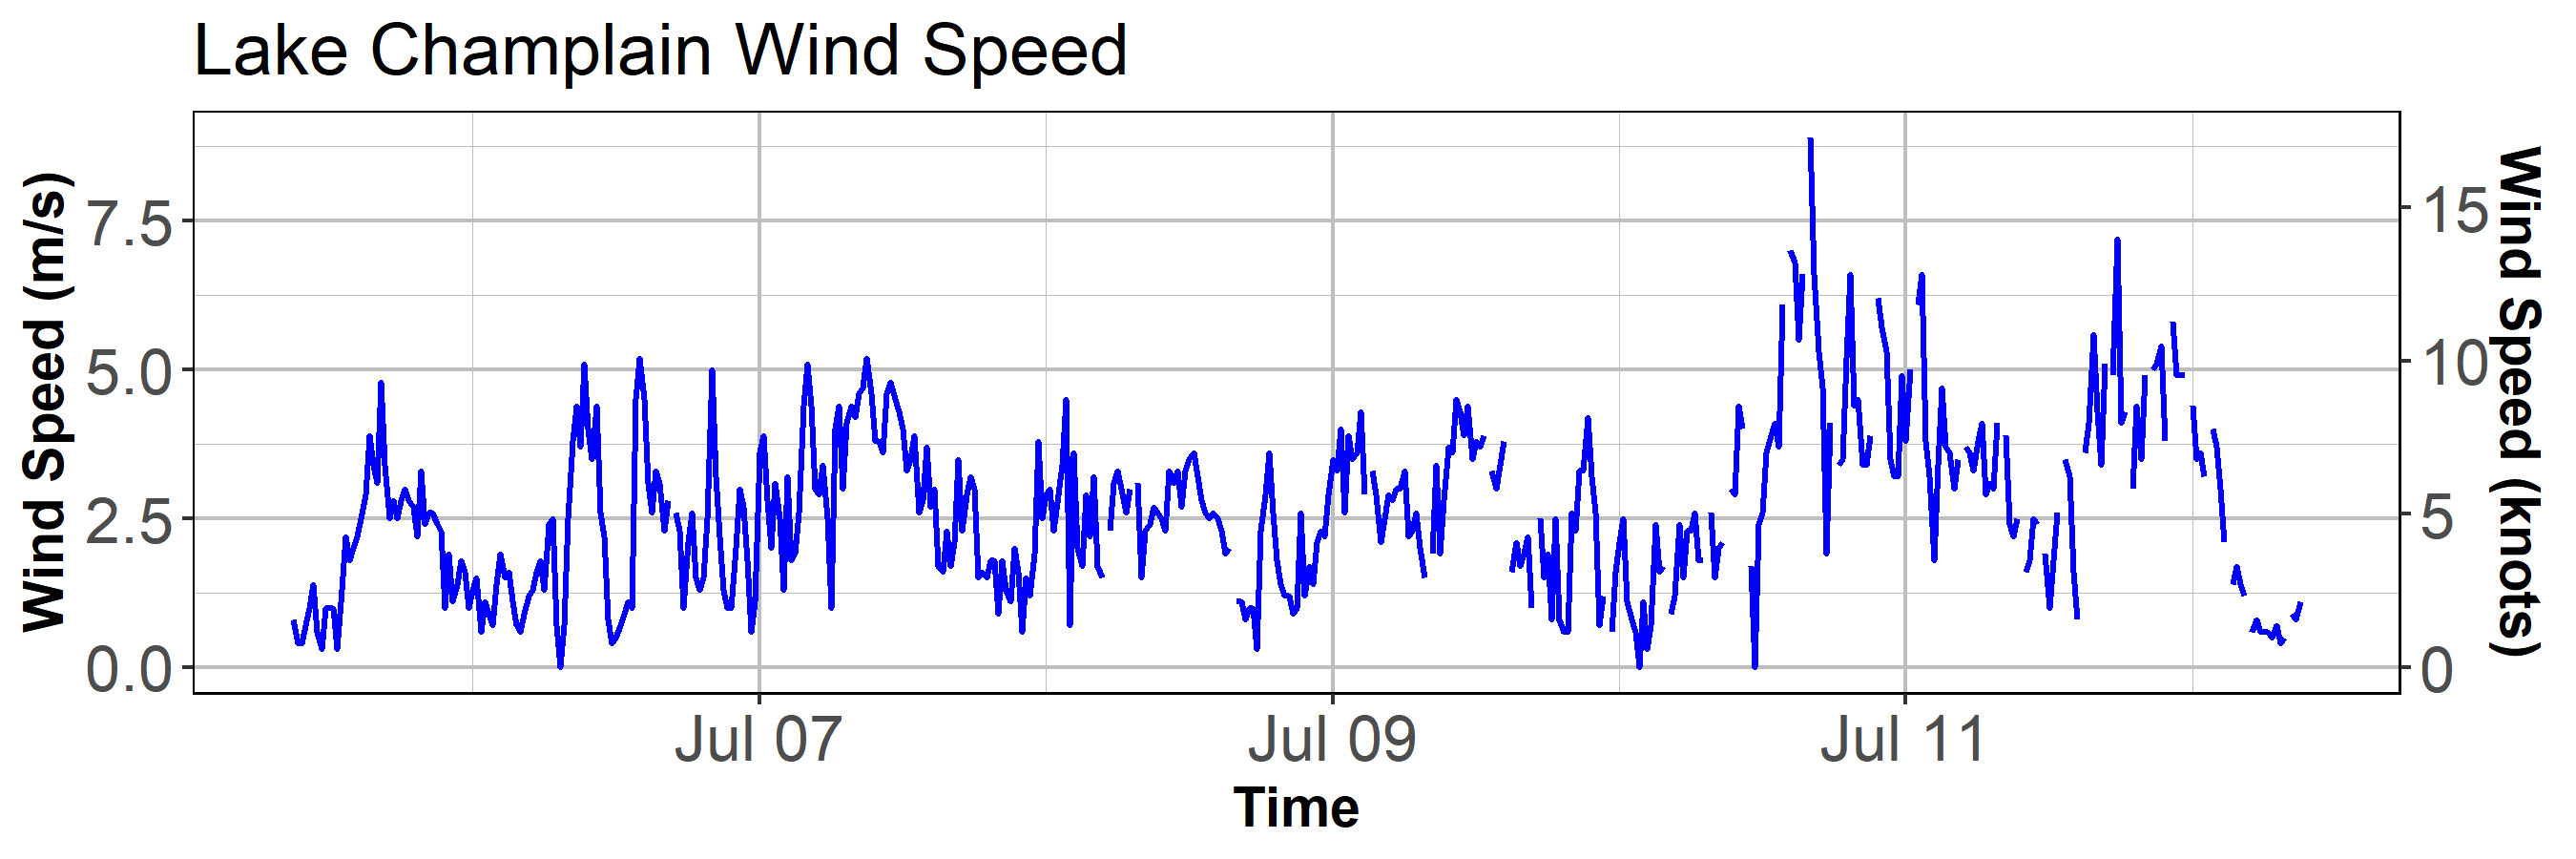 Lake Champlain Wind Speed
Wind Speed (m/s)
7.5
5.0
2.5
0.0
15
10
5
0
Wind Speed (knots)
Jul 07
Jul 09
Jul 11
Time